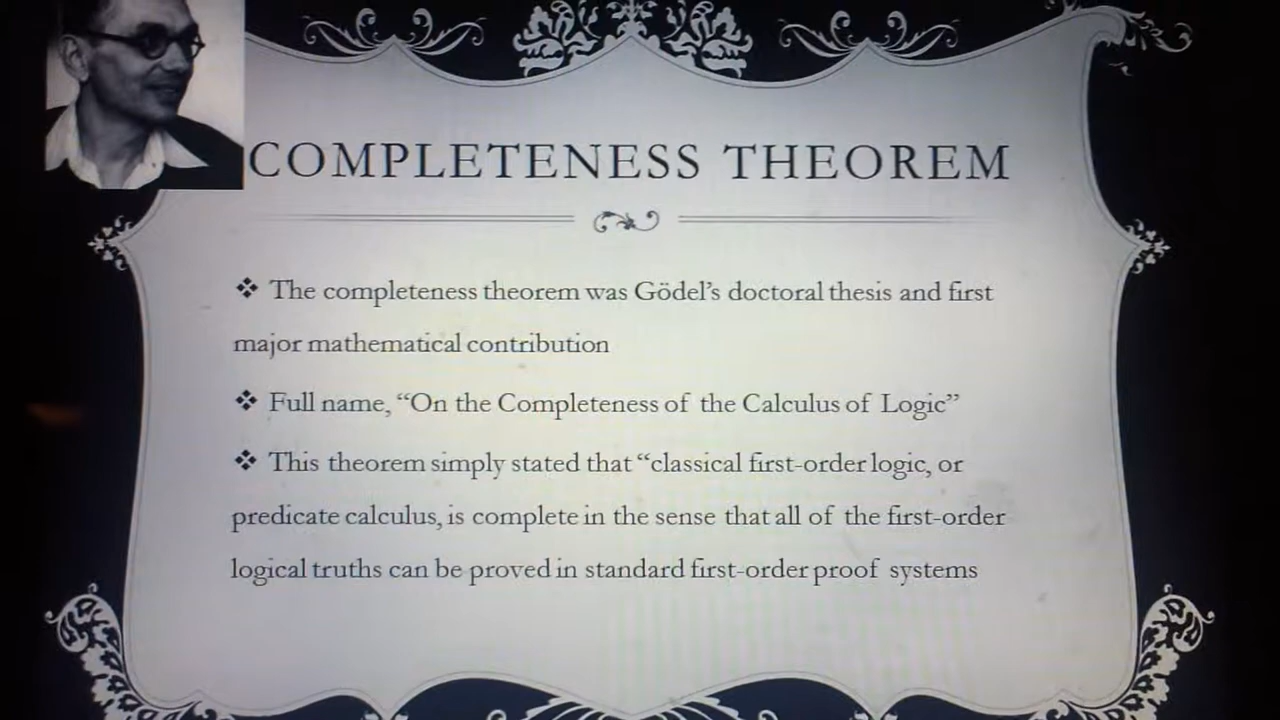 COMPLETENESS THEOREM
❖ The completeness theorem was Gödel's doctoral thesis and first
major mathematical contribution
❖ Full name, “On the Completeness of the Calculus of Logic”
❖ This theorem simply stated that “classical first-order logic, or
predicate calculus, is complete in the sense that all of the first-order
logical truths can be proved in standard first-order proof systems